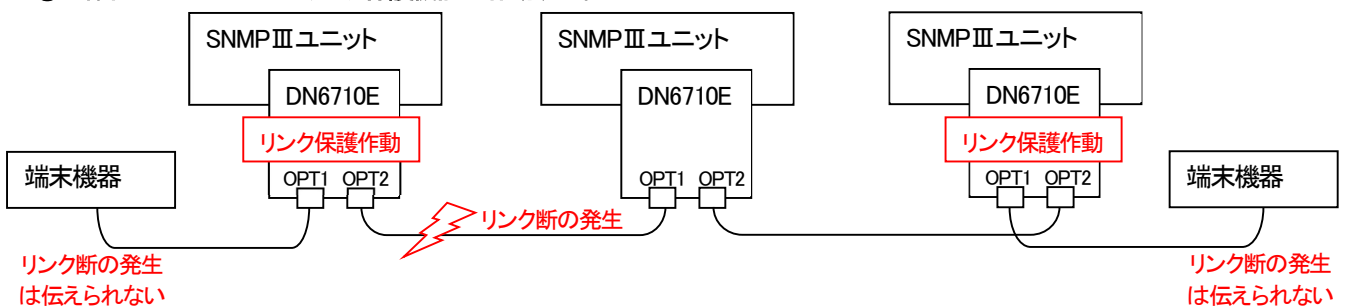 SNMPⅢユニット
SNMPⅢユニット
SNMPⅢユニット
DN6710E
DN6710E
DN6710E
リンク保護作動
リンク保護作動
端末機器
OPT1 OPT2
OPT1 OPT2
OPT1 OPT2
端末機器
リンク断の発生
リンク断の発生
は伝えられない
リンク断の発生
は伝えられない